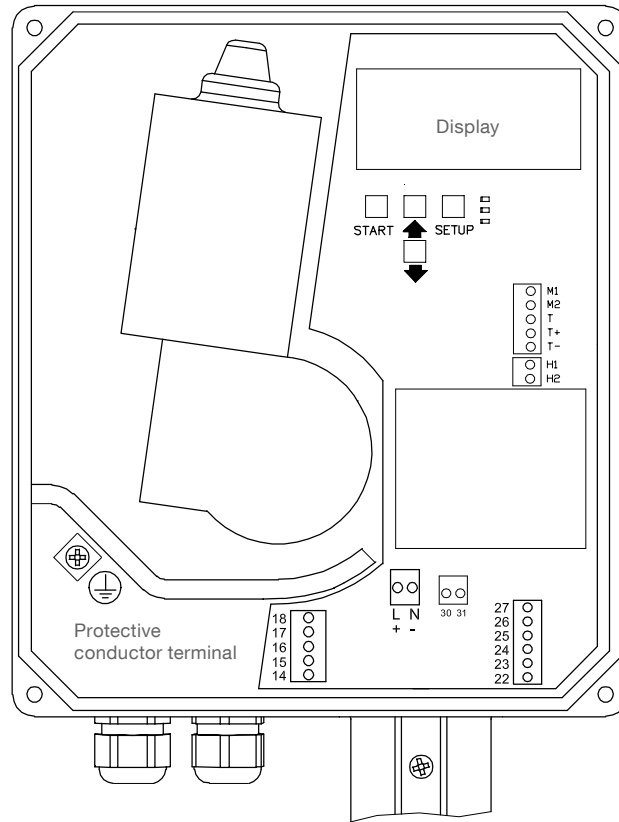 Display
START
SETUP
M1
M2
T
T+
T-
H1
H2
L N
+ -
30 31
18
17
16
15
14
27
26
25
24
23
22
Protective
conductor terminal